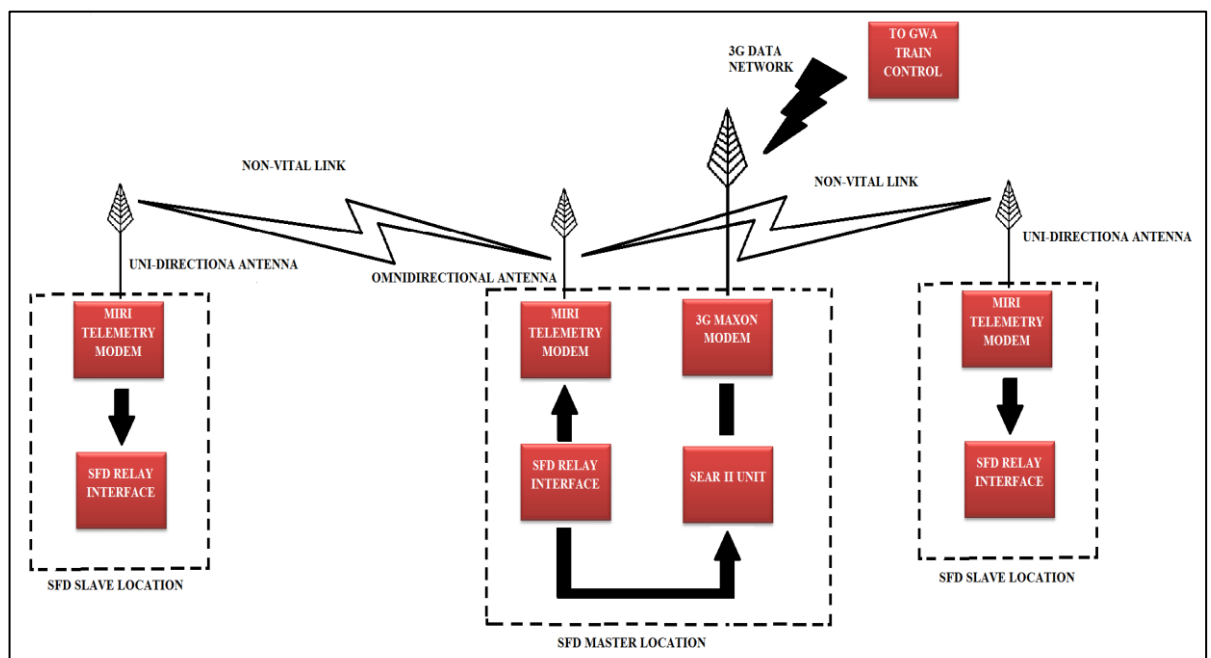 TO GWA
TRAIN
CONTROL
3G DATA
NETWORK
NON-VITAL LINK
NON-VITAL LINK
UNI-DIRECTIONA ANTENNA
OMNIDIRECTIONAL ANTENNA
UNI-DIRECTIONA ANTENNA
MIRI
TELEMETRY
MODEM
MIRI
TELEMETRY
MODEM
3G MAXON
MODEM
MIRI
TELEMETRY
MODEM
SFD RELAY
INTERFACE
SFD RELAY
INTERFACE
SEAR II UNIT
SFD RELAY
INTERFACE
SFD SLAVE LOCATION
SFD MASTER LOCATION
SFD SLAVE LOCATION